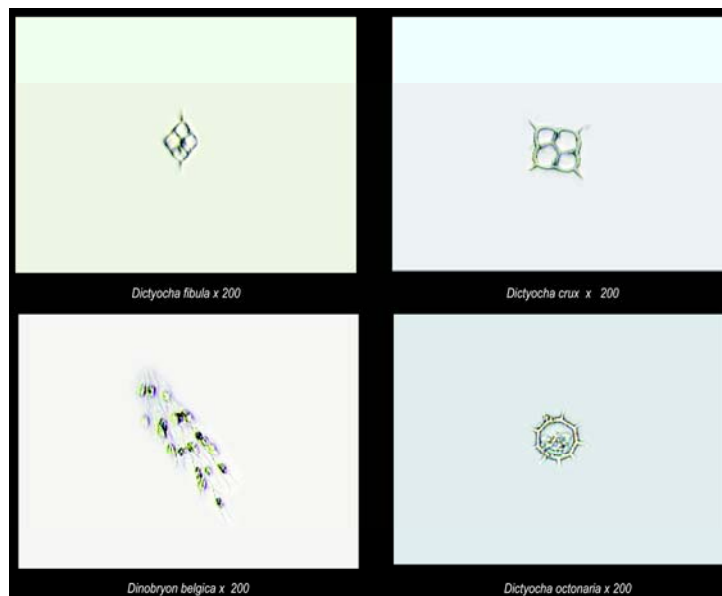 Dictyocha fibula x 200
Dictyocha crux x 200
Dinobryon belgica x 200
Dictyocha octonaria x 200